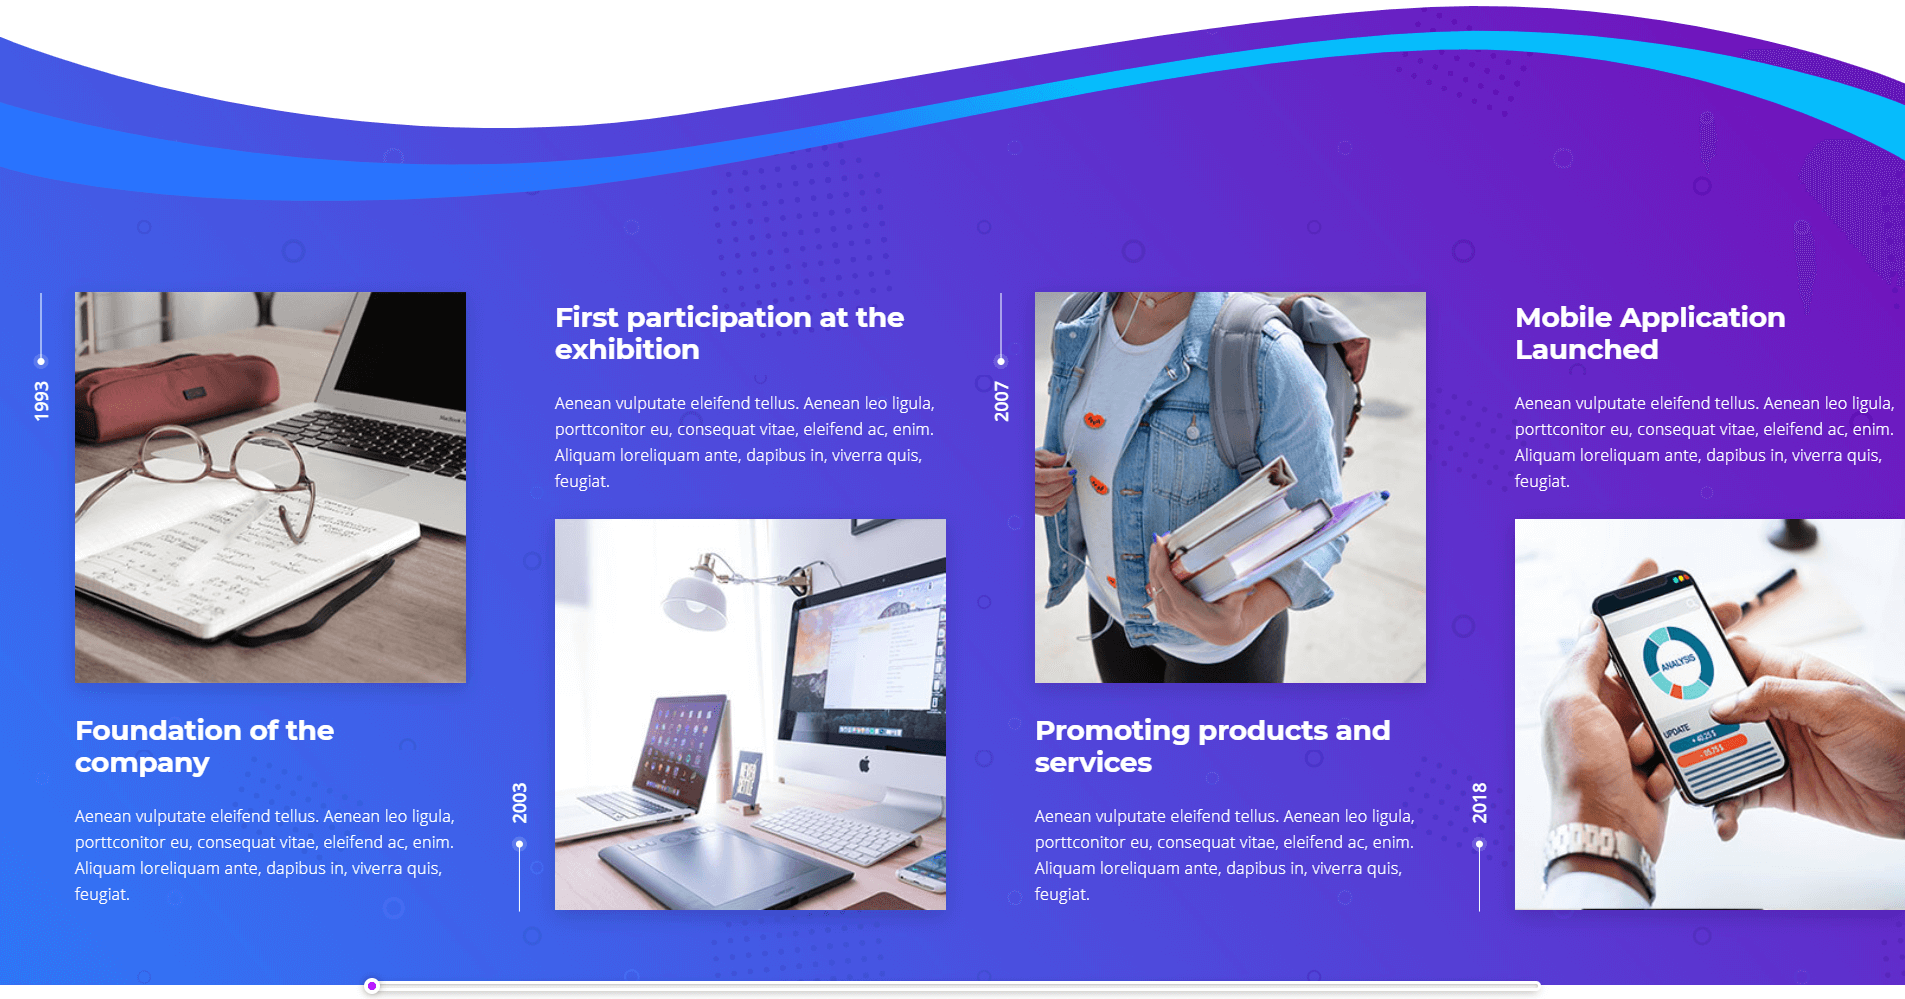 1993
Foundation of the
company
Aenean vulputate eleifend tellus. Aenean leo ligula,
porttconitor eu, consequat vitae, eleifend ac, enim.
Aliquam loreliquam ante, dapibus in, viverra quis,
feugiat.
First participation at the
exhibition
Aenean vulputate eleifend tellus. Aenean leo ligula,
porttconitor eu, consequat vitae, eleifend ac, enim.
Aliquam loreliquam ante, dapibus in, viverra quis,
feugiat.
2003
2007
Promoting products and
services
Aenean vulputate eleifend tellus. Aenean leo ligula,
porttconitor eu, consequat vitae, eleifend ac, enim.
Aliquam loreliquam ante, dapibus in, viverra quis,
feugiat.
Mobile Application
Launched
Aenean vulputate eleifend tellus. Aenean leo ligula,
porttconitor eu, consequat vitae, eleifend ac, enim.
Aliquam loreliquam ante, dapibus in, viverra quis,
feugiat.
2018
ANALYSIS
UPDATE